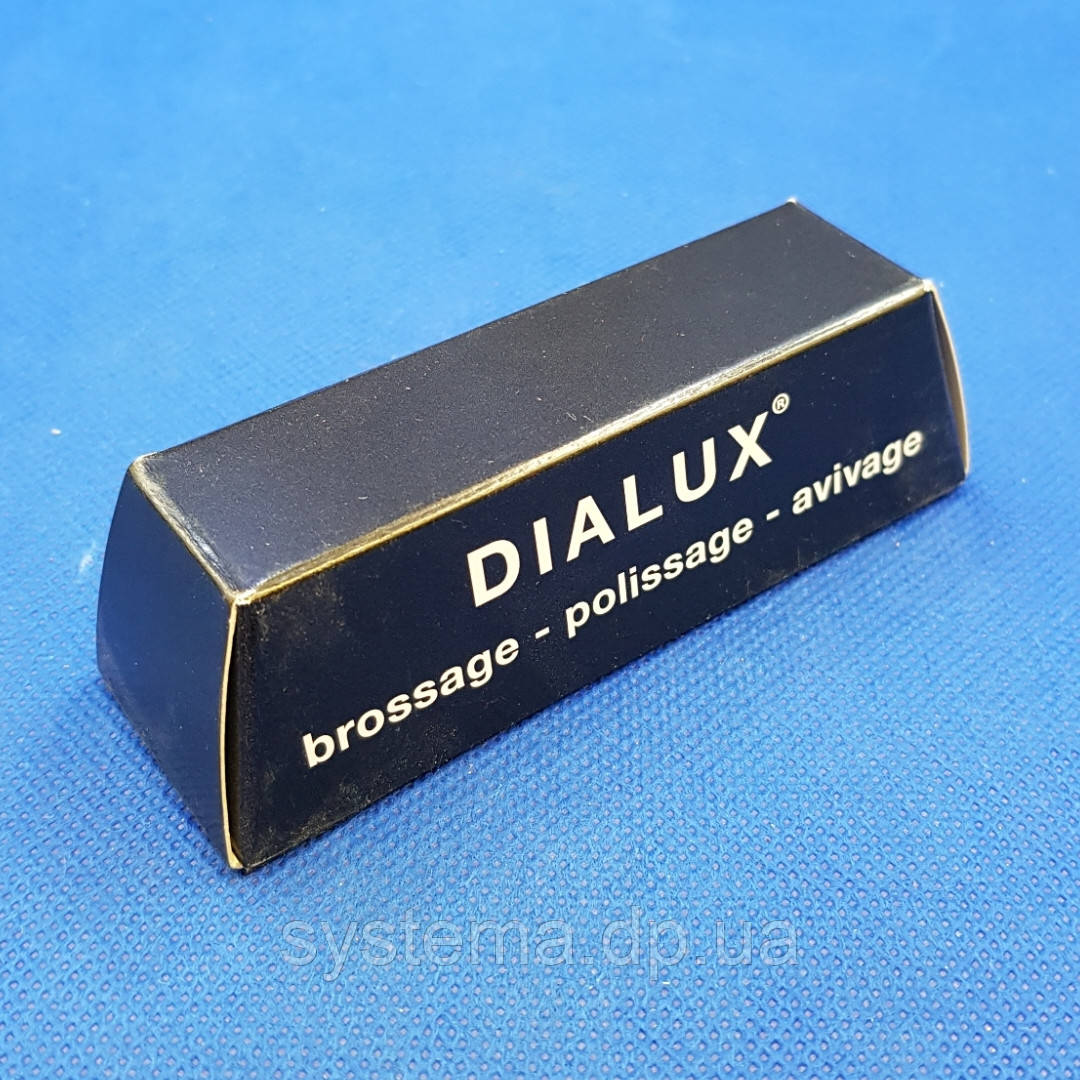 DIALUX®
brossage - polissage - avivage
systema.dp.ua